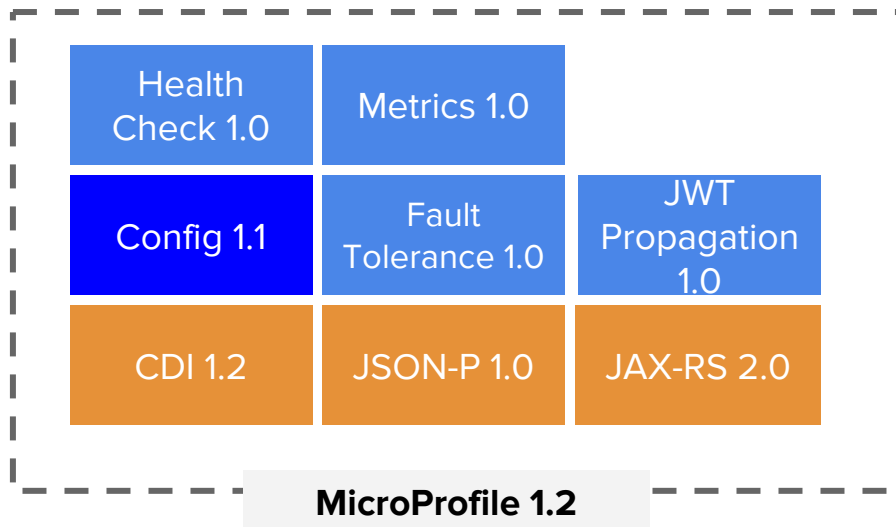 Health
Check 1.0
Metrics 1.0
Config 1.1
Fault
Tolerance 1.0
JWT
Propagation
1.0
CDI 1.2
JSON-P 1.0
JAX-RS 2.0
MicroProfile 1.2